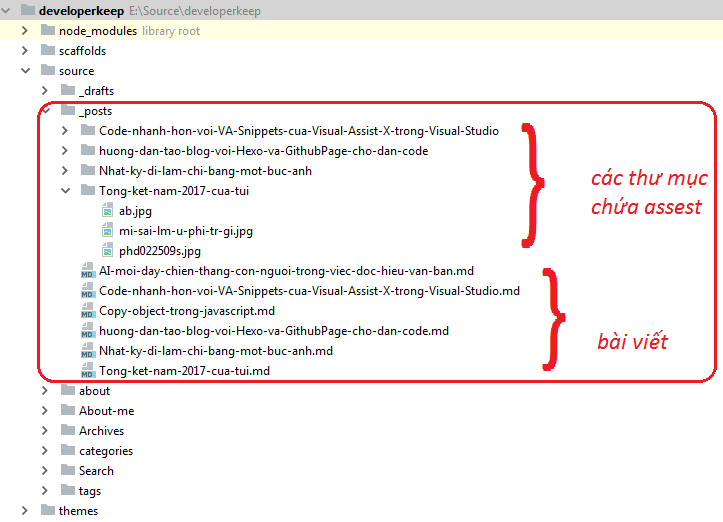 developerkeep E:\Source\developerkeep
node_modules library root
scaffolds
source
_drafts
_posts
Code-nhanh-hon-voi-VA-Snippets-cua-Visual-Assist-X-trong-Visual-Studio
huong-dan-tao-blog-voi-Hexo-va-GithubPage-cho-dan-code
Nhat-ky-di-lam-chi-bang-mot-buc-anh
Tong-ket-nam-2017-cua-tui
ab.jpg
mi-sai-lm-u-phi-tr-gi.jpg
phd022509s.jpg
các thư mục
chứa assest
MD AI-moi-day-chien-thang-con-nguoi-trong-viec-doc-hieu-van-ban.md
MD Code-nhanh-hon-voi-VA-Snippets-cua-Visual-Assist-X-trong-Visual-Studio.md
MD Copy-object-trong-javascript.md
MD huong-dan-tao-blog-voi-Hexo-va-GithubPage-cho-dan-code.md
MD Nhat-ky-di-lam-chi-bang-mot-buc-anh.md
MD Tong-ket-nam-2017-cua-tui.md
bài viết
about
About-me
Archives
categories
Search
tags
themes